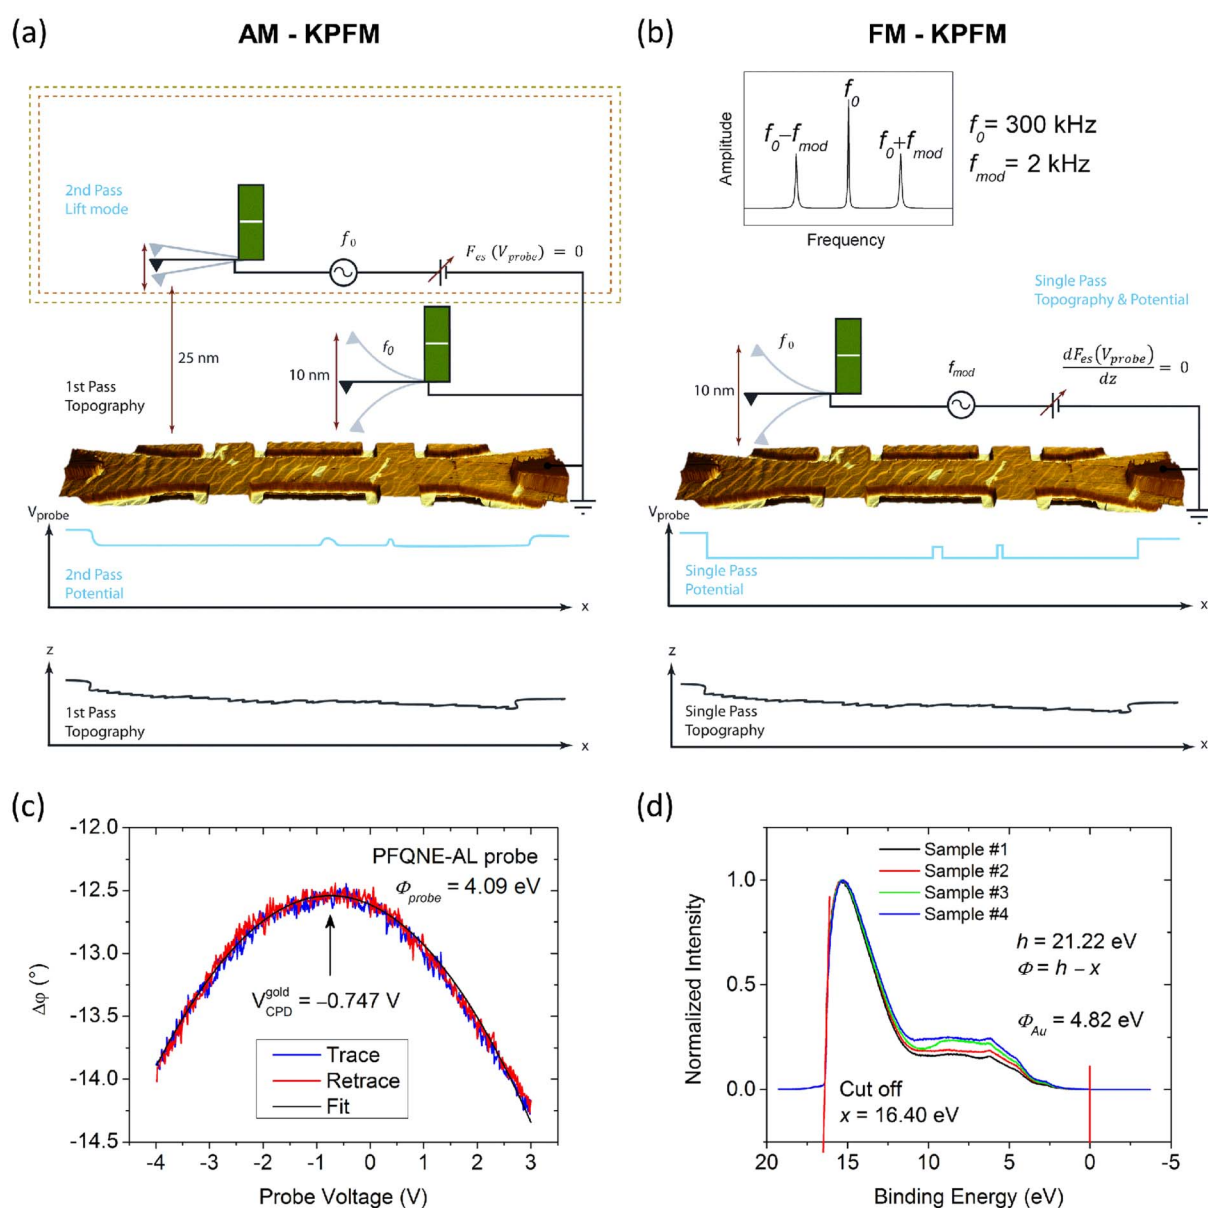 (a)
AM - KPFM
2nd Pass
Lift mode
f0
Fes (Vprobe) = 0
25 nm
10 nm
f0
1st Pass
Topography
Vprobe
2nd Pass
Potential
x
z
1st Pass
Topography
x
(b)
FM - KPFM
Amplitude
f0−fmod
f0
f0+fmod
Frequency
f0= 300 kHz
fmod= 2 kHz
Single Pass
Topography & Potential
10 nm
f0
fmod
dFes(Vprobe)
dz
= 0
Vprobe
Single Pass
Potential
x
z
Single Pass
Topography
x
(c)
Δφ (°)
-12.0
-12.5
-13.0
-13.5
-14.0
-14.5
PFQNE-AL probe
Φprobe = 4.09 eV
VCPD gold = −0.747 V
Trace
Retrace
Fit
-4 -3 -2 -1 0 1 2 3
Probe Voltage (V)
(d)
Normalized Intensity
1.0
0.5
0.0
Sample #1
Sample #2
Sample #3
Sample #4
h = 21.22 eV
Φ = h − x
ΦAu = 4.82 eV
Cut off
x = 16.40 eV
20 15 10 5 0 -5
Binding Energy (eV)